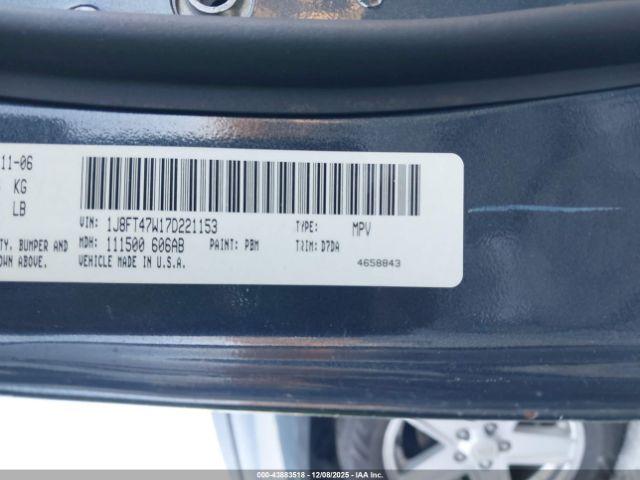 11-06
KG
LB
VIN: 1J8FT47W17D221153 TYPE: MPV
TY, BUMPER AND MDH: 111500 606AB PAINT: PBM TRIM: D7DA
OWN ABOVE. VEHICLE MADE IN U.S.A. 4658843
000-43883518 - 12/08/2025 - IAA Inc.